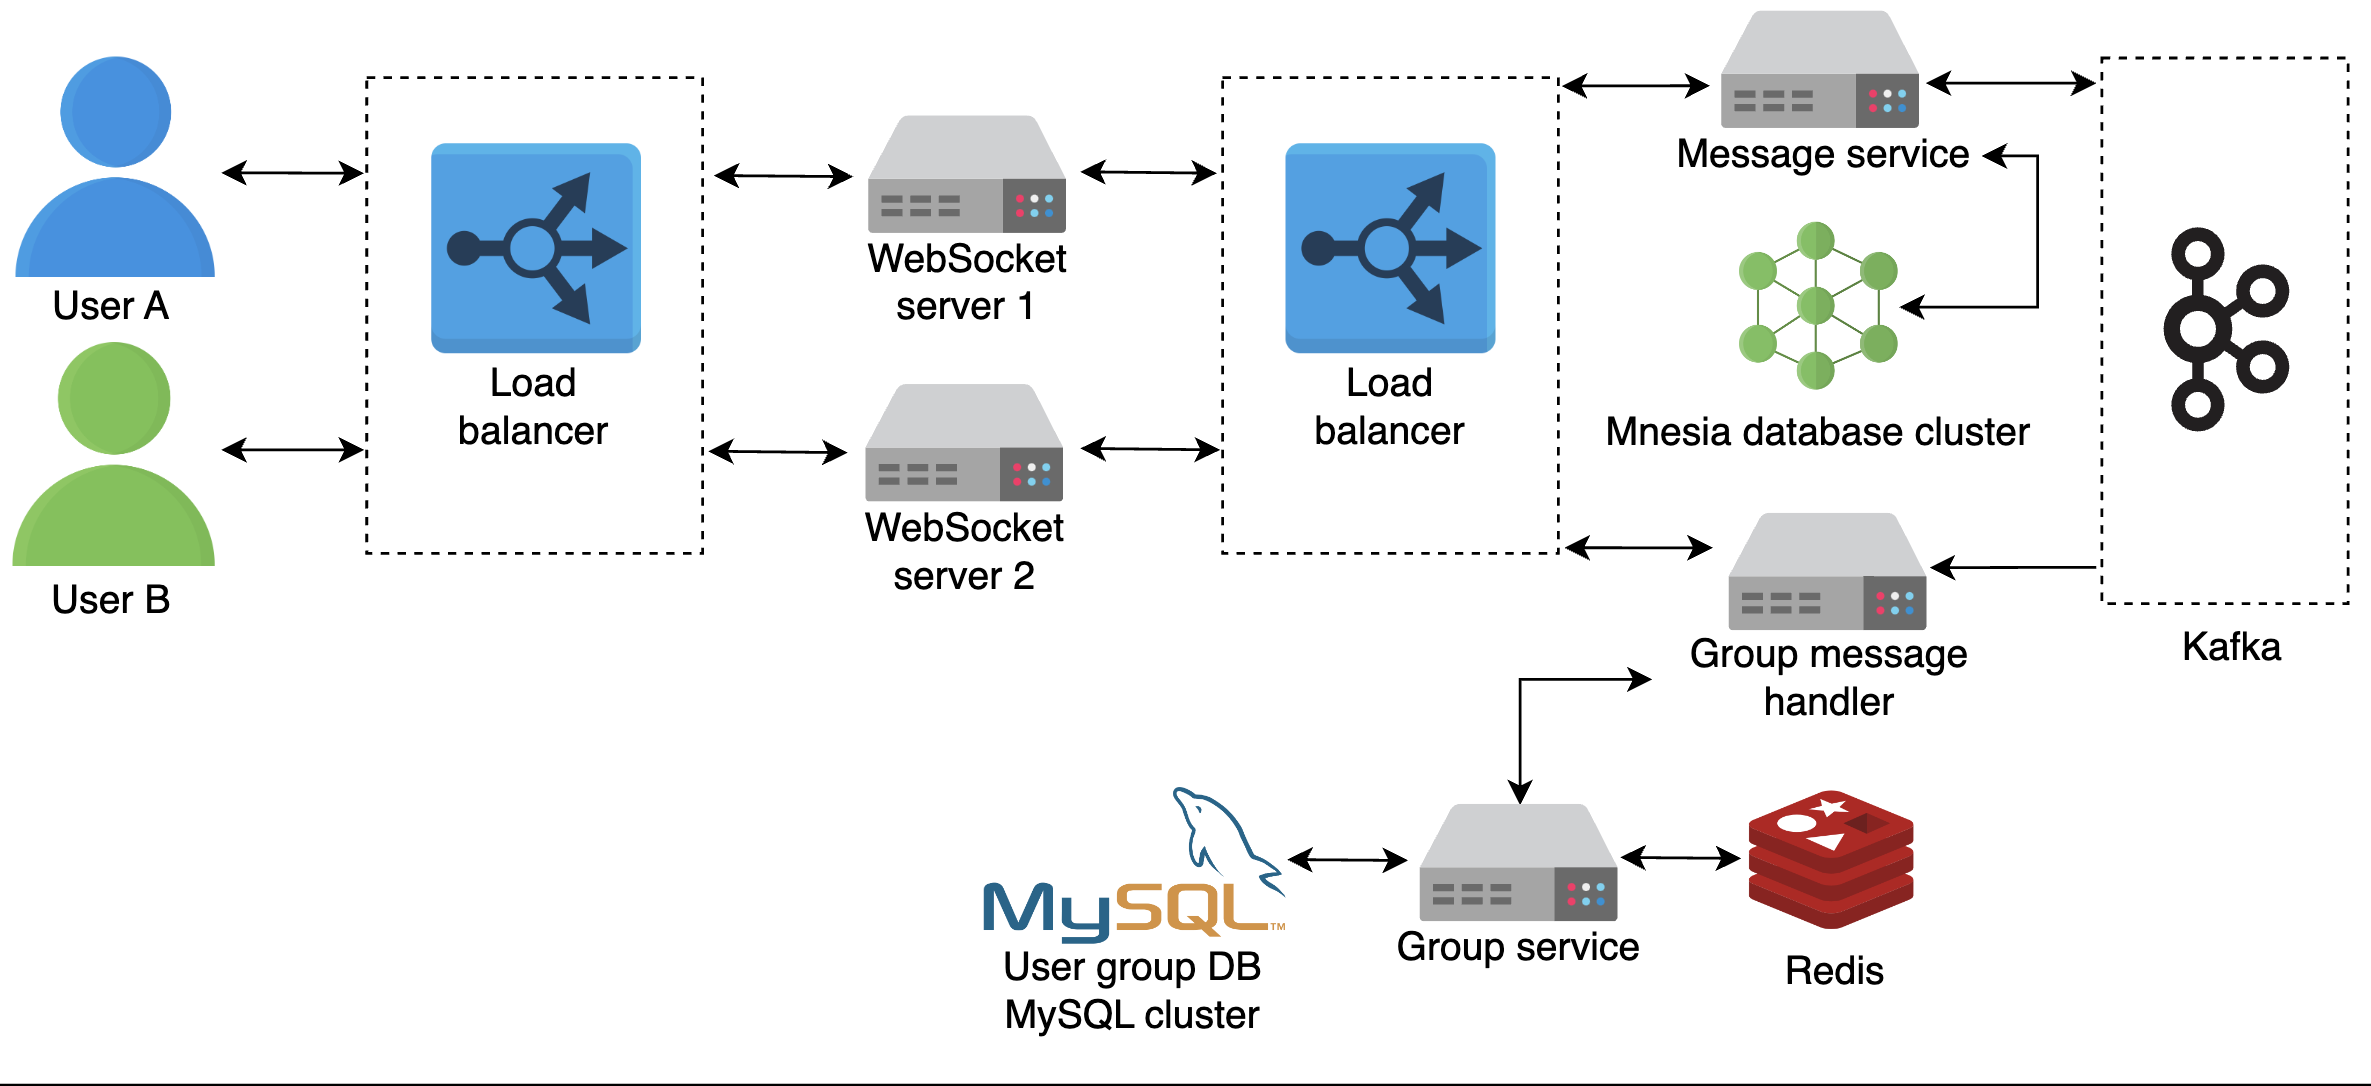 User A
User B
Load
balancer
WebSocket
server 1
WebSocket
server 2
Load
balancer
Message service
Mnesia database cluster
Group message
handler
Kafka
MySQL™
User group DB
MySQL cluster
Group service
Redis